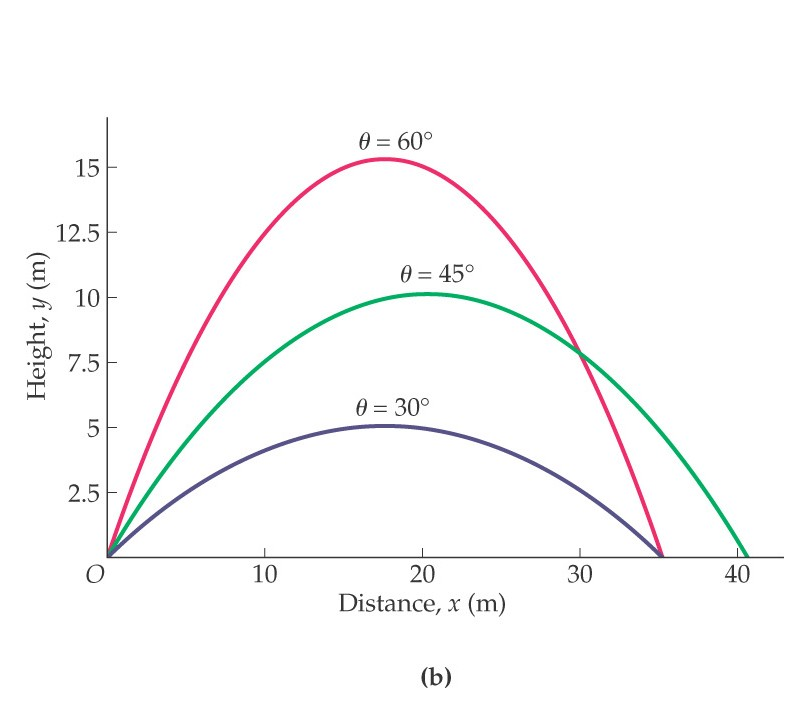 θ = 60°
15
12.5
θ = 45°
10
Height, y (m)
7.5
θ = 30°
5
2.5
O
10
20
30
40
Distance, x (m)
(b)